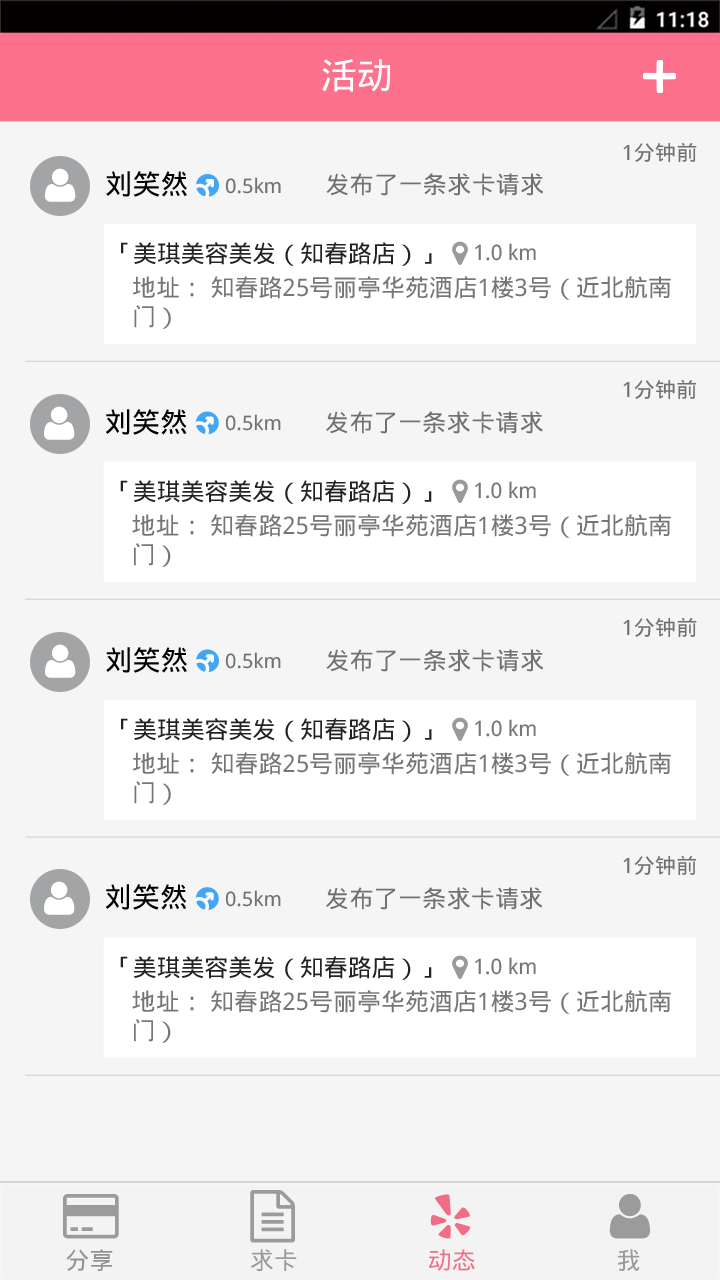 11:18
活动
1分钟前
刘笑然 0.5km 发布了一条求卡请求
「美琪美容美发（知春路店）」 1.0 km
地址： 知春路25号丽亭华苑酒店1楼3号（近北航南
门）
1分钟前
刘笑然 0.5km 发布了一条求卡请求
「美琪美容美发（知春路店）」 1.0 km
地址： 知春路25号丽亭华苑酒店1楼3号（近北航南
门）
1分钟前
刘笑然 0.5km 发布了一条求卡请求
「美琪美容美发（知春路店）」 1.0 km
地址： 知春路25号丽亭华苑酒店1楼3号（近北航南
门）
1分钟前
刘笑然 0.5km 发布了一条求卡请求
「美琪美容美发（知春路店）」 1.0 km
地址： 知春路25号丽亭华苑酒店1楼3号（近北航南
门）
分享 求卡 动态 我